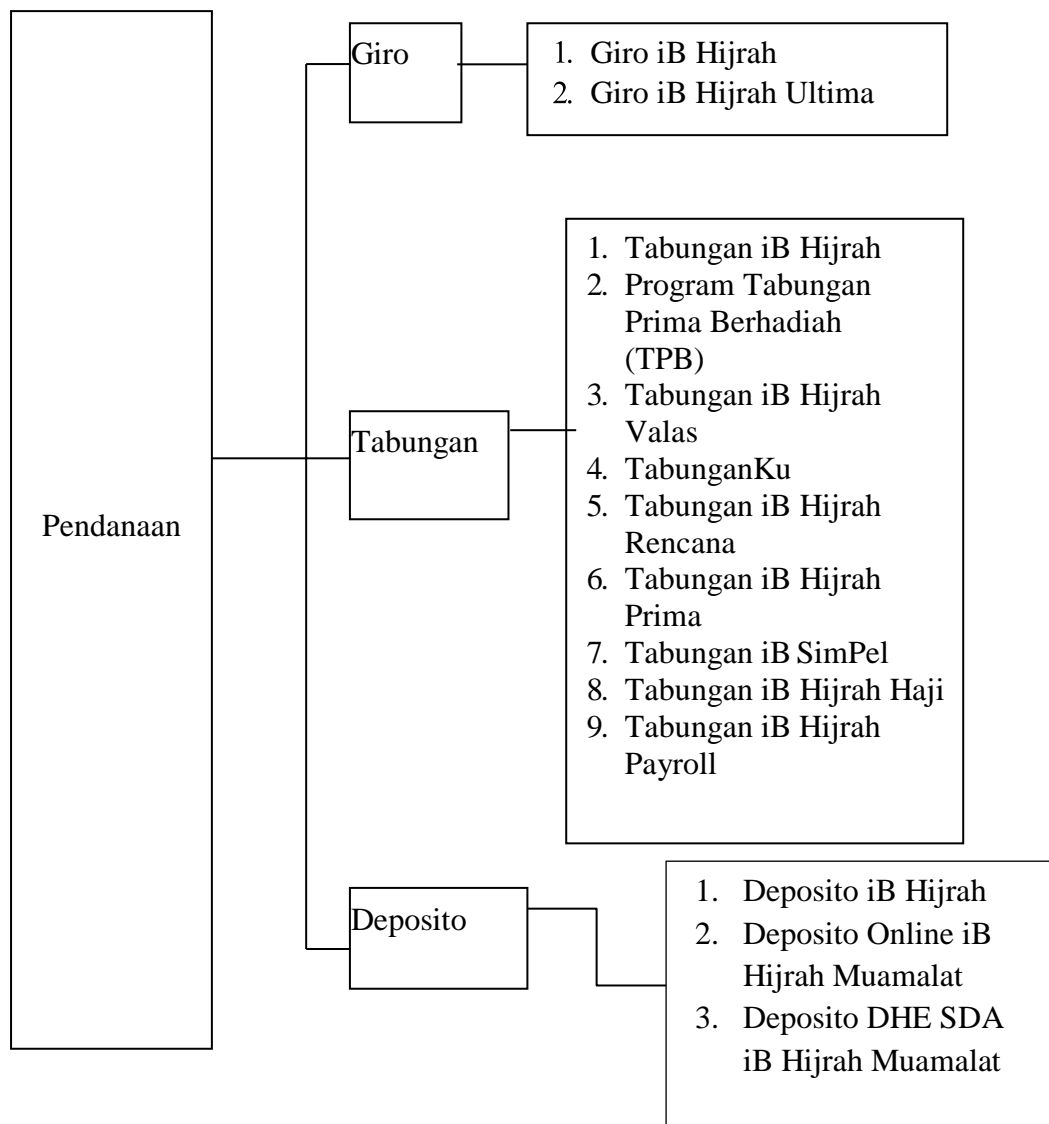 Pendanaan
Giro
1. Giro iB Hijrah
2. Giro iB Hijrah Ultima
Tabungan
1. Tabungan iB Hijrah
2. Program Tabungan
Prima Berhadiah
(TPB)
3. Tabungan iB Hijrah
Valas
4. TabunganKu
5. Tabungan iB Hijrah
Rencana
6. Tabungan iB Hijrah
Prima
7. Tabungan iB SimPel
8. Tabungan iB Hijrah Haji
9. Tabungan iB Hijrah
Payroll
Deposito
1. Deposito iB Hijrah
2. Deposito Online iB
Hijrah Muamalat
3. Deposito DHE SDA
iB Hijrah Muamalat